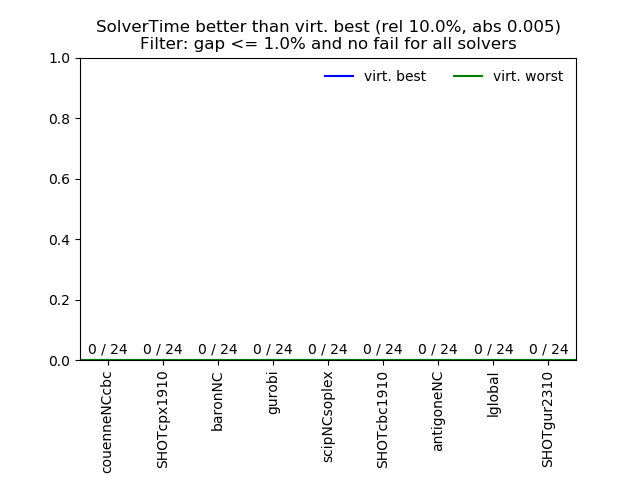 SolverTime better than virt. best (rel 10.0%, abs 0.005)
Filter: gap <= 1.0% and no fail for all solvers
virt. best
virt. worst
1.0
0.8
0.6
0.4
0.2
0.0
0 / 24
0 / 24
0 / 24
0 / 24
0 / 24
0 / 24
0 / 24
0 / 24
0 / 24
couenneNCcbc
SHOTcpx1910
baronNC
gurobi
scipNCsoplex
SHOTcbc1910
antigoneNC
lglobal
SHOTgur2310